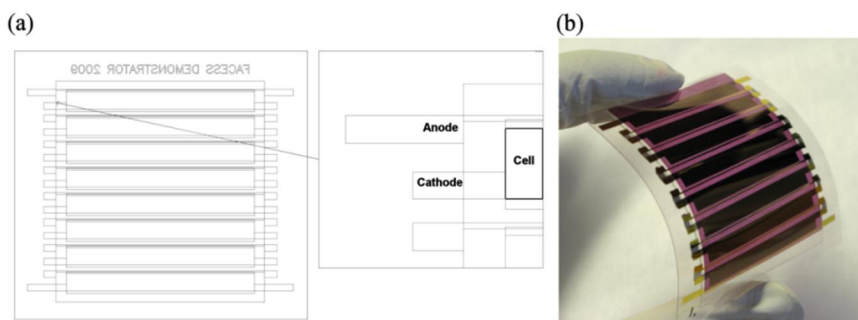 (a)
(b)
FACESS DEMONSTRATOR 2009
Anode
Cell
Cathode